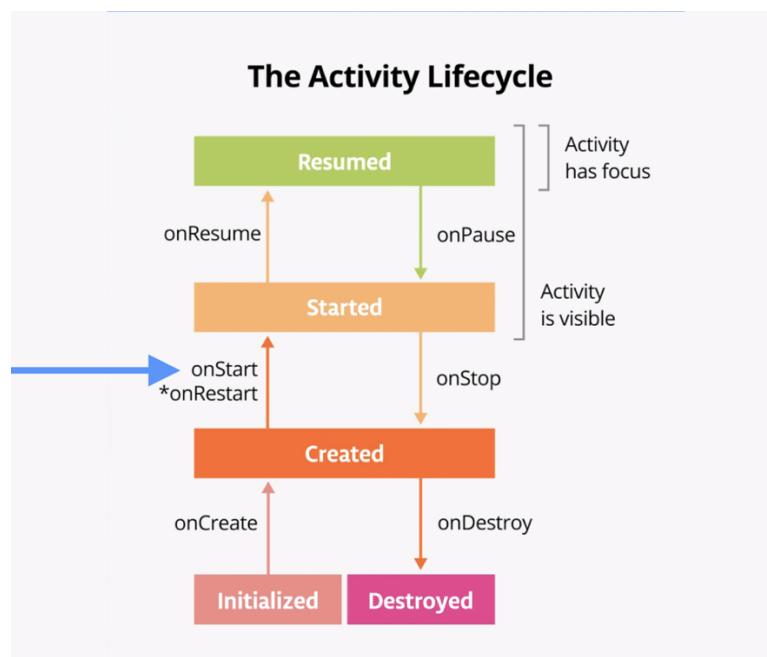 The Activity Lifecycle
Resumed
Activity
has focus
onResume
onPause
Started
Activity
is visible
onStart
*onRestart
onStop
Created
onCreate
onDestroy
Initialized
Destroyed